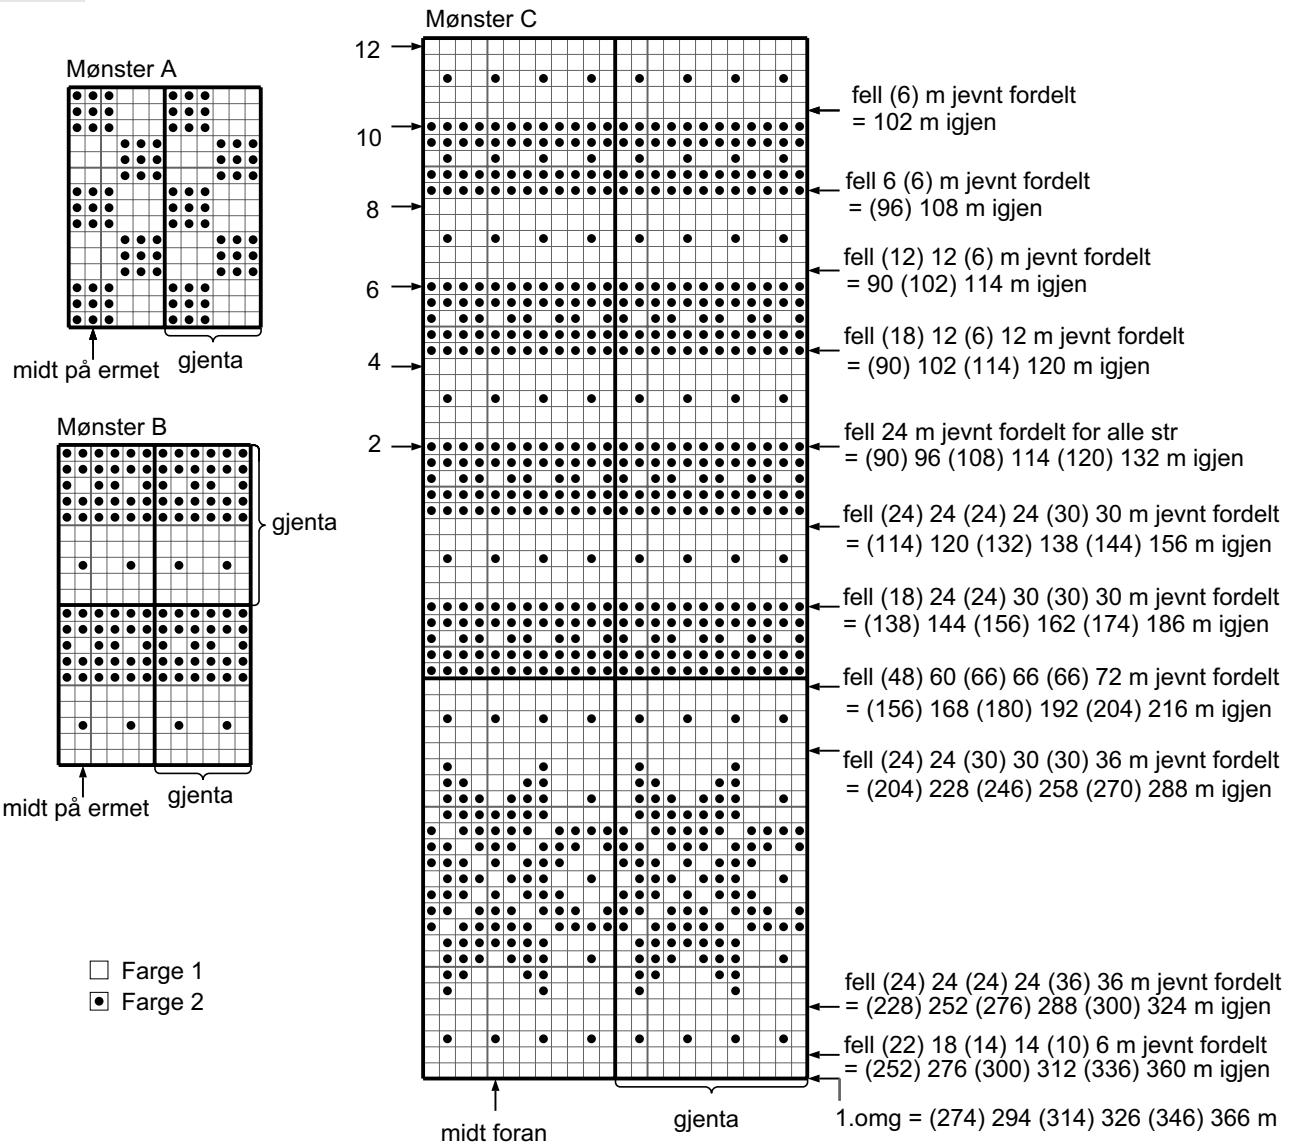 Mønster C
12
10
8
6
4
2
fell (6) m jevnt fordelt
= 102 m igjen
fell 6 (6) m jevnt fordelt
= (96) 108 m igjen
fell (12) 12 (6) m jevnt fordelt
= 90 (102) 114 m igjen
fell (18) 12 (6) 12 m jevnt fordelt
= (90) 102 (114) 120 m igjen
fell 24 m jevnt fordelt for alle str
= (90) 96 (108) 114 (120) 132 m igjen
fell (24) 24 (24) 24 (30) 30 m jevnt fordelt
= (114) 120 (132) 138 (144) 156 m igjen
fell (18) 24 (24) 30 (30) 30 m jevnt fordelt
= (138) 144 (156) 162 (174) 186 m igjen
fell (48) 60 (66) 66 (66) 72 m jevnt fordelt
= (156) 168 (180) 192 (204) 216 m igjen
fell (24) 24 (30) 30 (30) 36 m jevnt fordelt
= (204) 228 (246) 258 (270) 288 m igjen
fell (24) 24 (24) 24 (36) 36 m jevnt fordelt
= (228) 252 (276) 288 (300) 324 m igjen
fell (22) 18 (14) 14 (10) 6 m jevnt fordelt
= (252) 276 (300) 312 (336) 360 m igjen
1.omg = (274) 294 (314) 326 (346) 366 m
midt foran
gjenta
Mønster A
midt på ermet
gjenta
Mønster B
gjenta
midt på ermet
gjenta
Farge 1
Farge 2